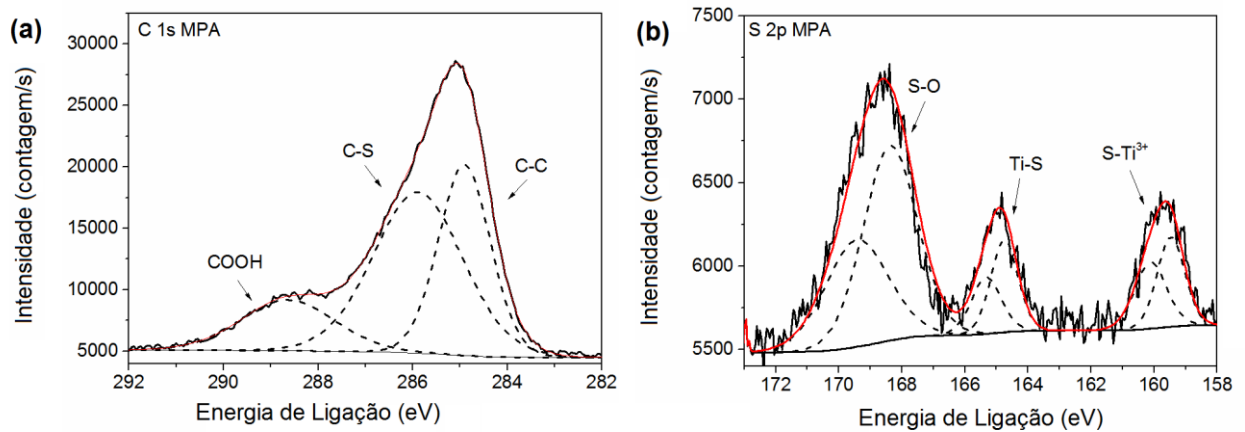 (a)
C 1s MPA
Intensidade (contagem/s)
30000
25000
20000
15000
10000
5000
COOH
C-S
C-C
292
290
288
286
284
282
Energia de Ligação (eV)
(b)
S 2p MPA
Intensidade (contagem/s)
7500
7000
6500
6000
5500
S-O
Ti-S
S-Ti³⁺
172
170
168
166
164
162
160
158
Energia de Ligação (eV)